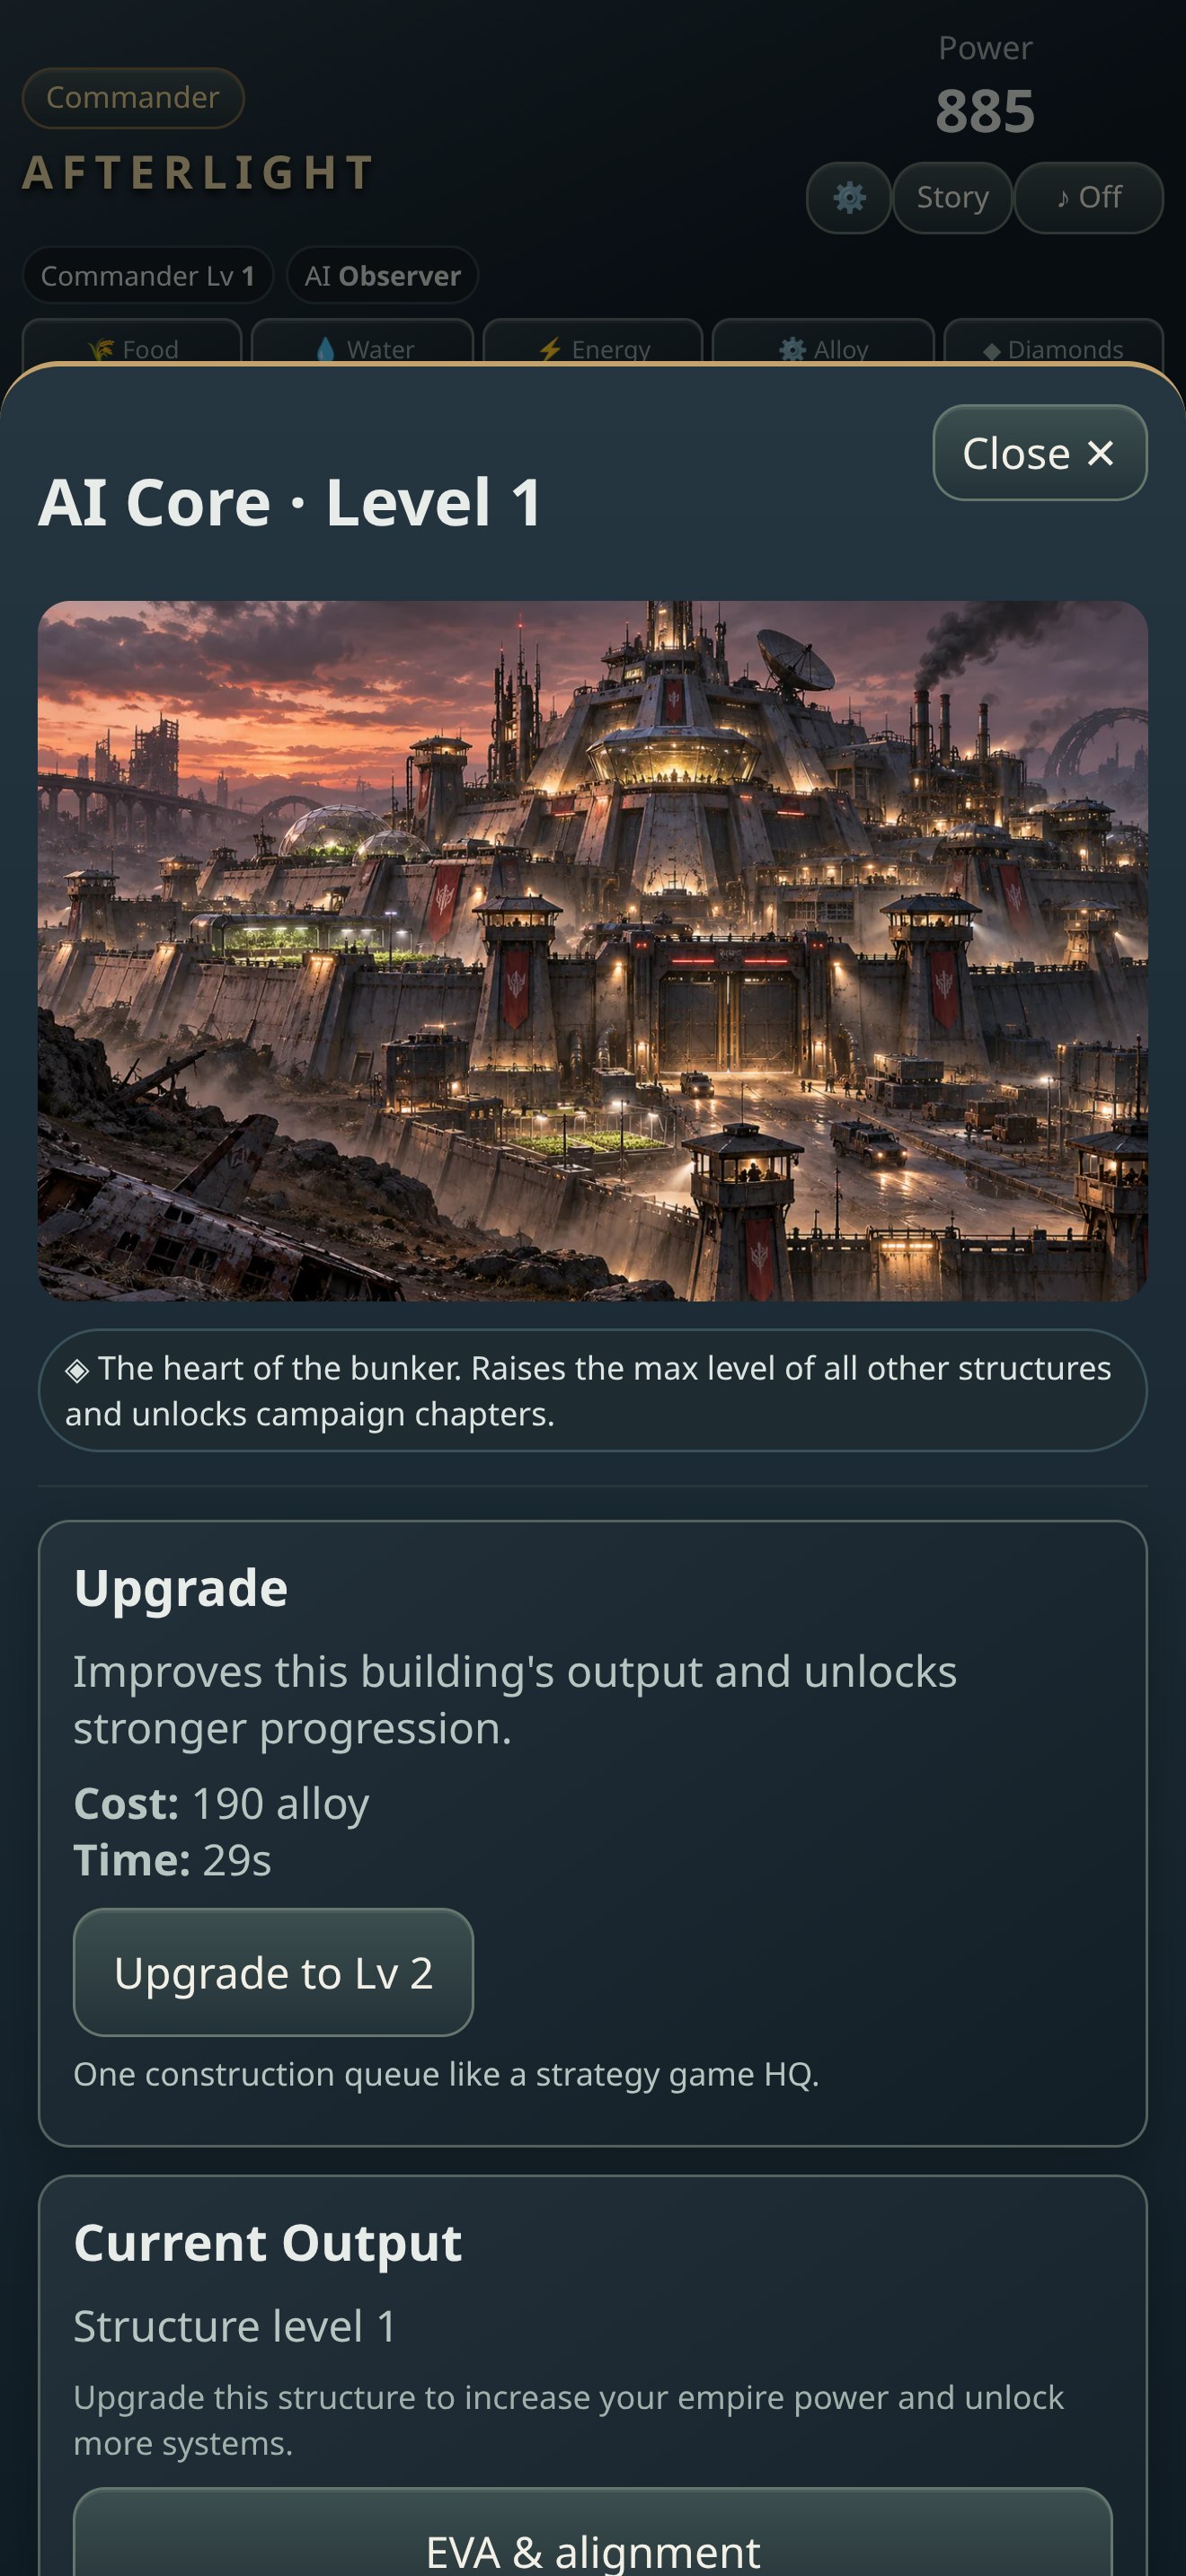 Power
Commander
885
AFTERLIGHT
Story
♪ Off
Commander Lv 1
AI Observer
Food
Water
Energy
Alloy
Diamonds
Close ✕
AI Core · Level 1
◈ The heart of the bunker. Raises the max level of all other structures
and unlocks campaign chapters.
Upgrade
Improves this building's output and unlocks
stronger progression.
Cost: 190 alloy
Time: 29s
Upgrade to Lv 2
One construction queue like a strategy game HQ.
Current Output
Structure level 1
Upgrade this structure to increase your empire power and unlock
more systems.
EVA & alignment